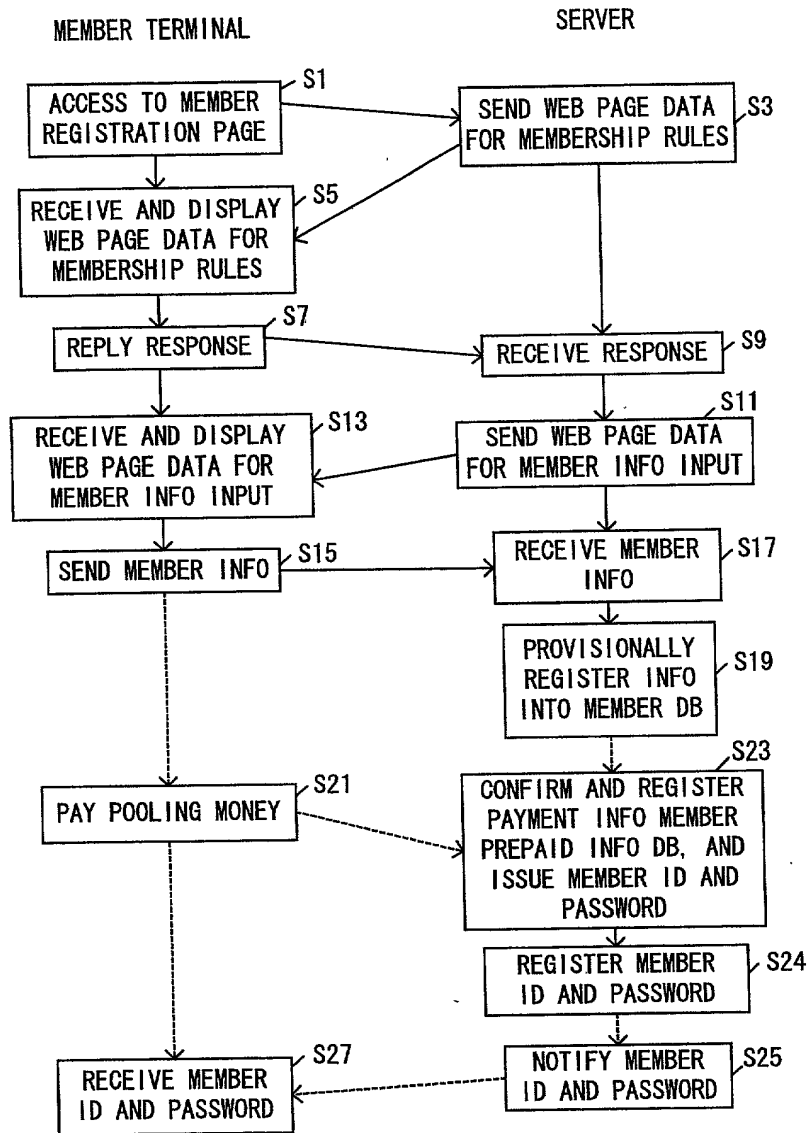 MEMBER TERMINAL
SERVER
S1
ACCESS TO MEMBER
REGISTRATION PAGE
SEND WEB PAGE DATA
FOR MEMBERSHIP RULES
S3
S5
RECEIVE AND DISPLAY
WEB PAGE DATA FOR
MEMBERSHIP RULES
S7
REPLY RESPONSE
RECEIVE RESPONSE
S9
S13
RECEIVE AND DISPLAY
WEB PAGE DATA FOR
MEMBER INFO INPUT
S11
SEND WEB PAGE DATA
FOR MEMBER INFO INPUT
SEND MEMBER INFO
S15
RECEIVE MEMBER
INFO
S17
PROVISIONALLY
REGISTER INFO
INTO MEMBER DB
S19
S21
PAY POOLING MONEY
S23
CONFIRM AND REGISTER
PAYMENT INFO MEMBER
PREPAID INFO DB, AND
ISSUE MEMBER ID AND
PASSWORD
REGISTER MEMBER
ID AND PASSWORD
S24
S27
RECEIVE MEMBER
ID AND PASSWORD
NOTIFY MEMBER
ID AND PASSWORD
S25